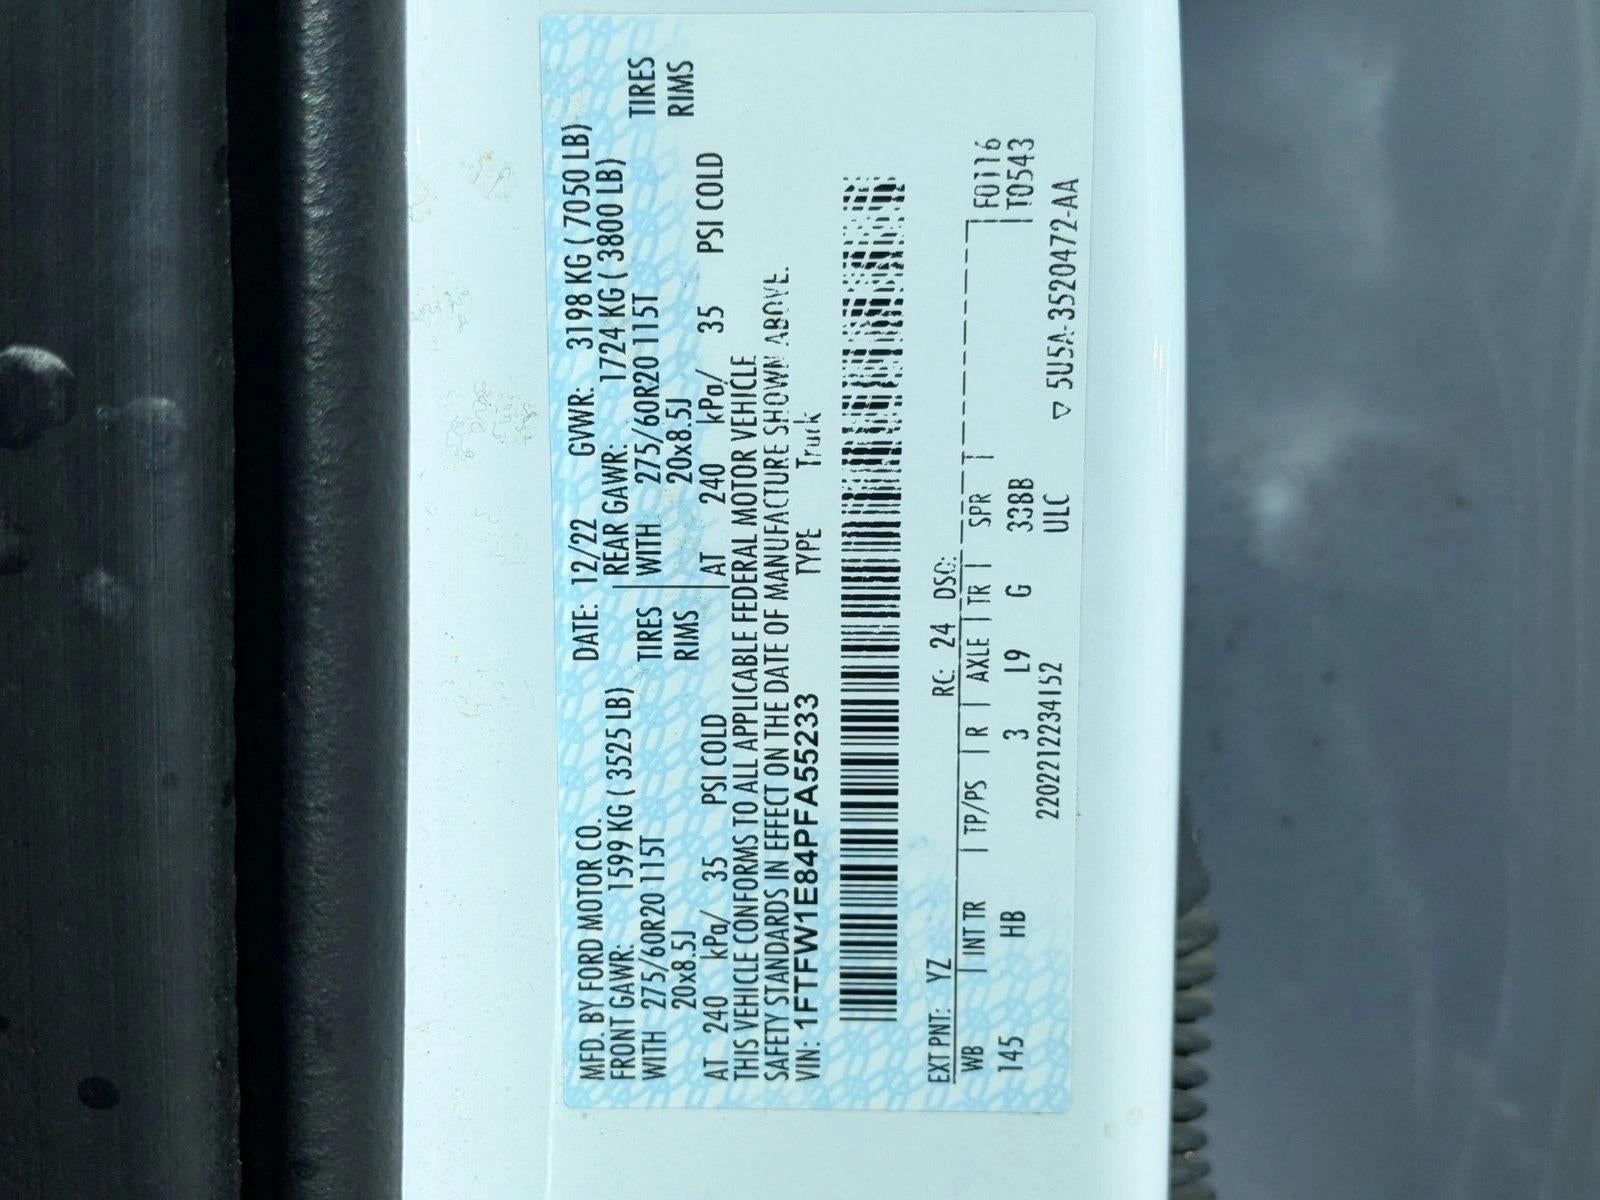 MFD. BY FORD MOTOR CO. DATE: 12/22 GVWR: 3198 KG ( 7050 LB)
FRONT GAWR: 1599 KG ( 3525 LB) REAR GAWR: 1724 KG ( 3800 LB)
WITH 275/60R20 115T TIRES WITH 275/60R20 115T TIRES
20x8.5J RIMS 20x8.5J RIMS
AT 240 kPa/ 35 PSI COLD AT 240 kPa/ 35 PSI COLD
THIS VEHICLE CONFORMS TO ALL APPLICABLE FEDERAL MOTOR VEHICLE
SAFETY STANDARDS IN EFFECT ON THE DATE OF MANUFACTURE SHOWN ABOVE.
VIN: 1FTFW1E84PFA55233 TYPE Truck
EXT PNT: YZ RC: 24 DSO:
WB | INT TR | TP/PS | R | AXLE | TR | SPR | F0116
145 HB 3 L9 G 33BB | T0543
2202212234152 ULC ▽ 5U5A-3520472-AA